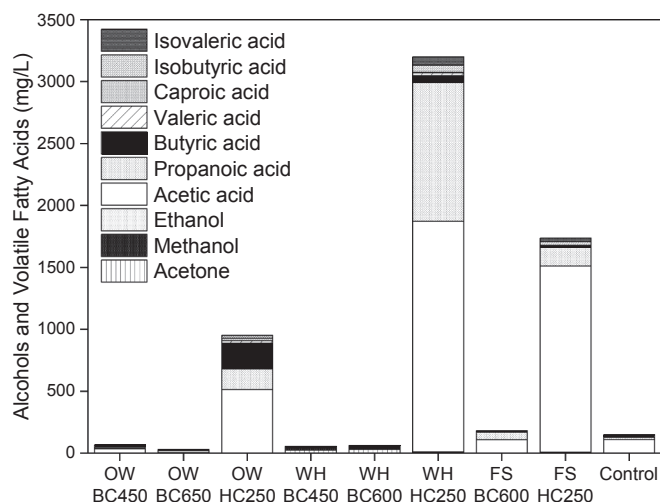 Alcohols and Volatile Fatty Acids (mg/L)
3500
3000
2500
2000
1500
1000
500
0
Isovaleric acid
Isobutyric acid
Caproic acid
Valeric acid
Butyric acid
Propanoic acid
Acetic acid
Ethanol
Methanol
Acetone
OW BC450
OW BC650
OW HC250
WH BC450
WH BC600
WH HC250
FS BC600
FS HC250
Control